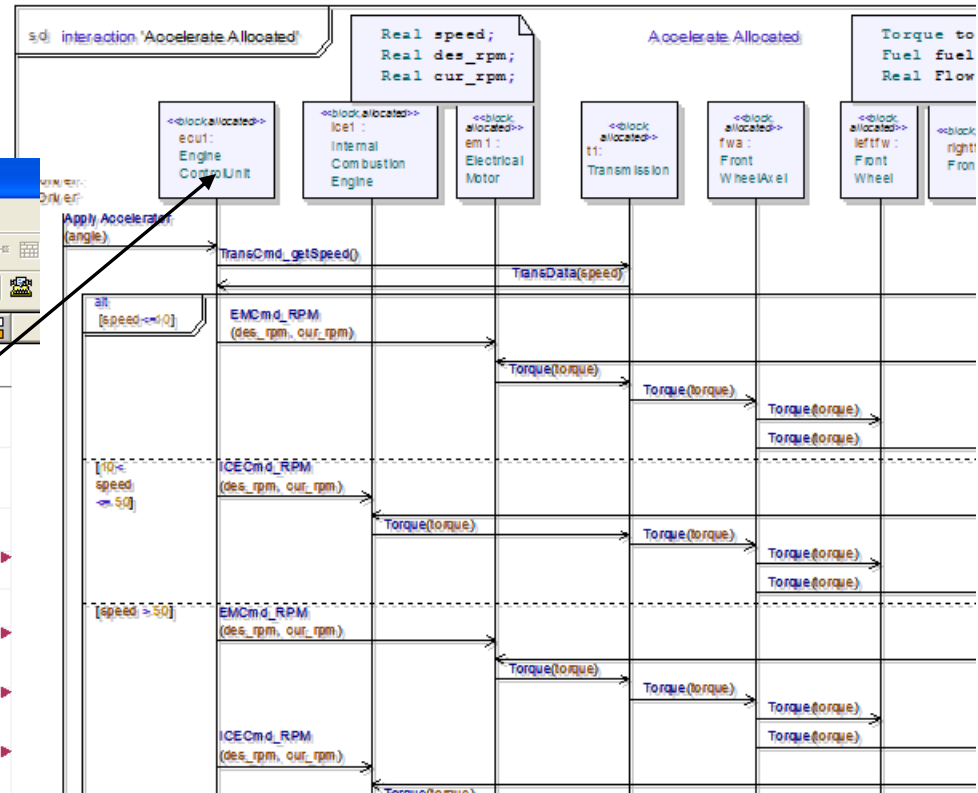 sd interaction 'Accelerate Allocated'
Real speed;
Real des_rpm;
Real cur_rpm;
Accelerate Allocated
Torque to
Fuel fuel
Real Flow
<<block,allocated>>
ecu1:
Engine
ControlUnit
<<block,allocated>>
ice1 :
Internal
Combustion
Engine
<<block,
allocated>>
em1 :
Electrical
Motor
<<block,
allocated>>
t1:
Transmission
<<block,
allocated>>
fwa :
Front
WheelAxel
<<block,
allocated>>
leftfw :
Front
Wheel
<<block,
right
Fron
Driver'
Apply Accelerator
(angle)
TransCmd_getSpeed()
TransData(speed)
alt
[speed<=10]
EMCmd_RPM
(des_rpm, cur_rpm)
Torque(torque)
Torque(torque)
Torque(torque)
Torque(torque)
[10<
speed
<= 50]
ICECmd_RPM
(des_rpm, cur_rpm)
Torque(torque)
Torque(torque)
Torque(torque)
Torque(torque)
[speed > 50]
EMCmd_RPM
(des_rpm, cur_rpm)
Torque(torque)
Torque(torque)
Torque(torque)
Torque(torque)
ICECmd_RPM
(des_rpm, cur_rpm)
Torque(torque)